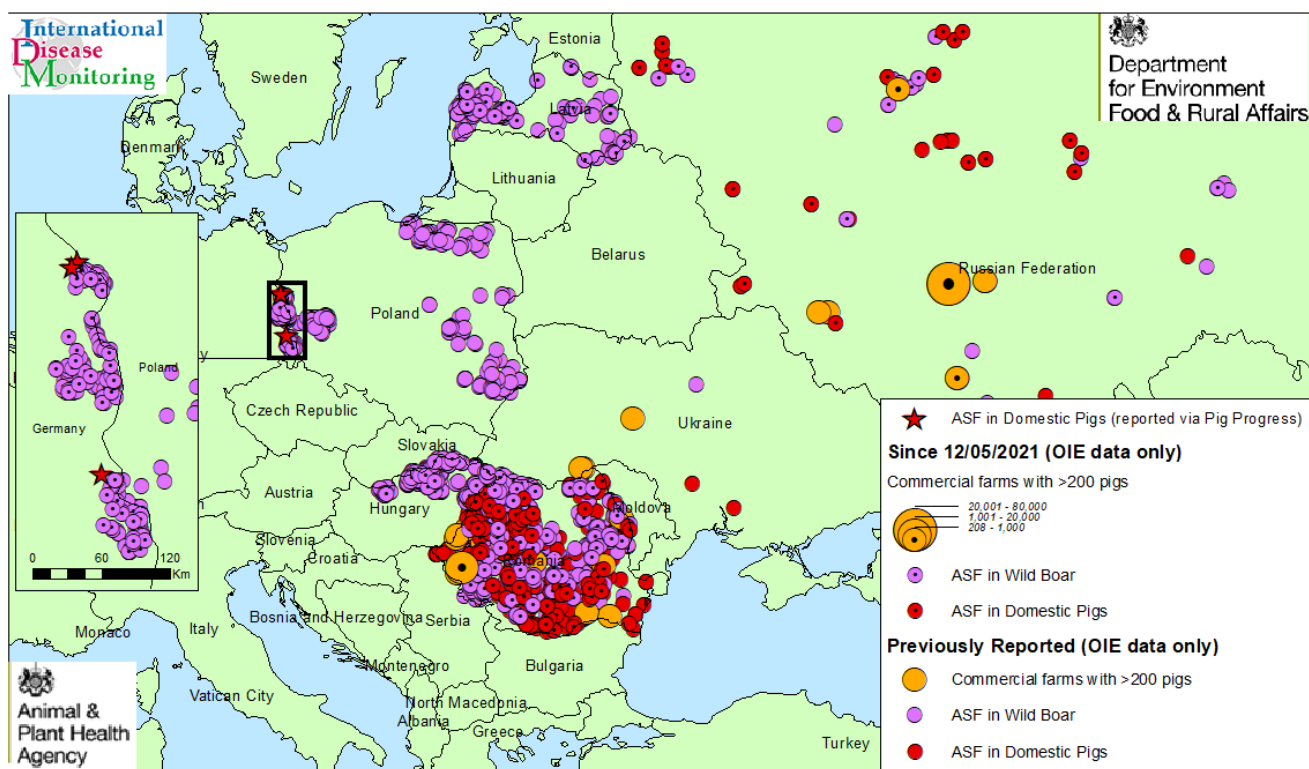 International
Disease
Monitoring
Department
for Environment
Food & Rural Affairs
Estonia
Sweden
Latvia
Denmark
Lithuania
Belarus
Russian Federation
Poland
Poland
Germany
0 60 120
Km
y
Czech Republic
Ukraine
Slovakia
Austria
Hungary
Moldova
Slovenia
Croatia
Romania
Bosnia and Herzegovina
Serbia
Monaco
Italy
Montenegro
Bulgaria
Vatican City
North Macedonia
Albania
Greece
Turkey
ASF in Domestic Pigs (reported via Pig Progress)
Since 12/05/2021 (OIE data only)
Commercial farms with >200 pigs
20,001 - 80,000
1,001 - 20,000
208 - 1,000
ASF in Wild Boar
ASF in Domestic Pigs
Previously Reported (OIE data only)
Commercial farms with >200 pigs
ASF in Wild Boar
ASF in Domestic Pigs
Animal &
Plant Health
Agency